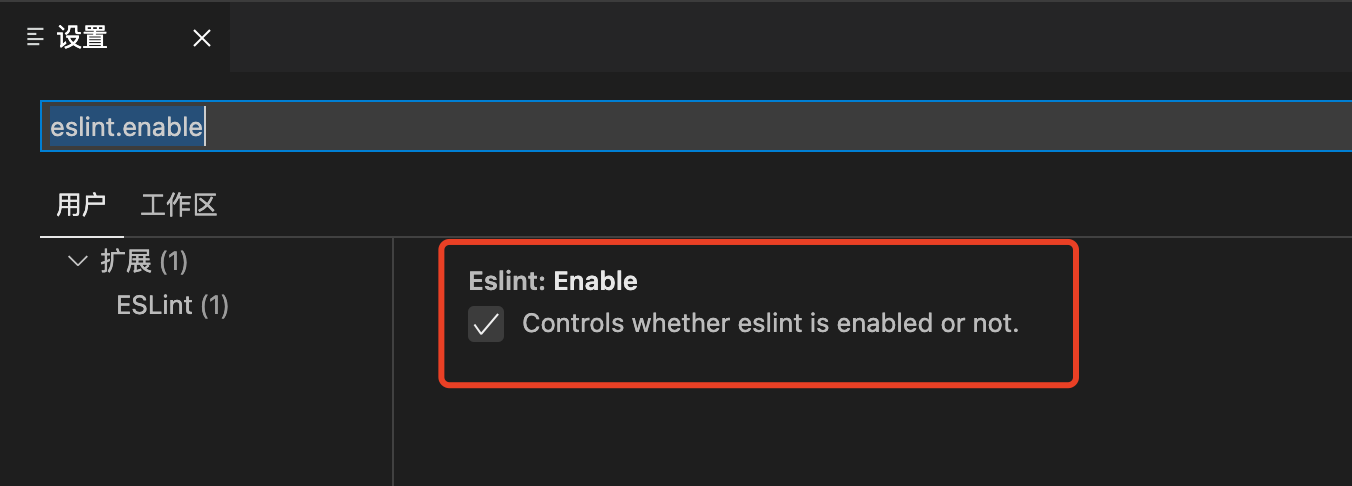 设置
eslint.enable
用户 工作区
扩展 (1)
ESLint (1)
Eslint: Enable
Controls whether eslint is enabled or not.